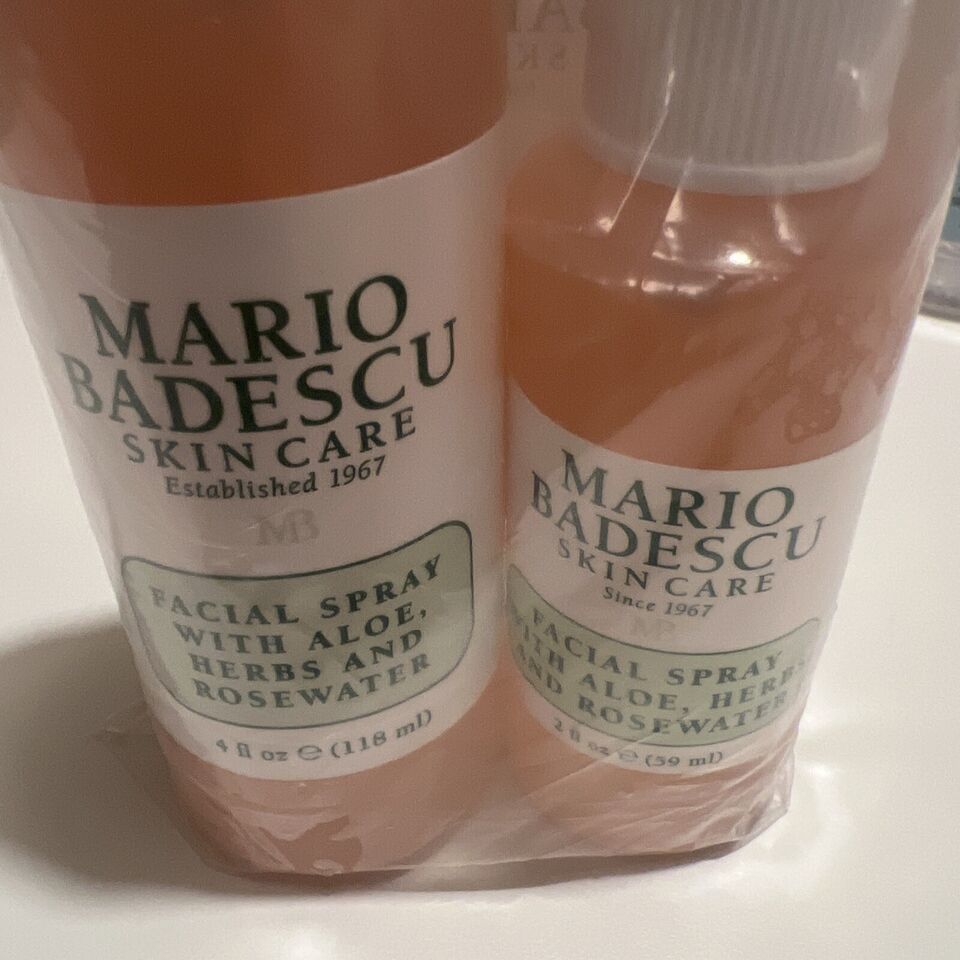 MARIO
BADESCU
SKIN CARE
Established 1967
MB
FACIAL SPRAY
WITH ALOE,
HERBS AND
ROSEWATER
4 fl oz ℮ (118 ml)
MARIO
BADESCU
SKIN CARE
Since 1967
MB
FACIAL SPRAY
WITH ALOE, HERBS
AND ROSEWATER
2 fl oz ℮ (59 ml)